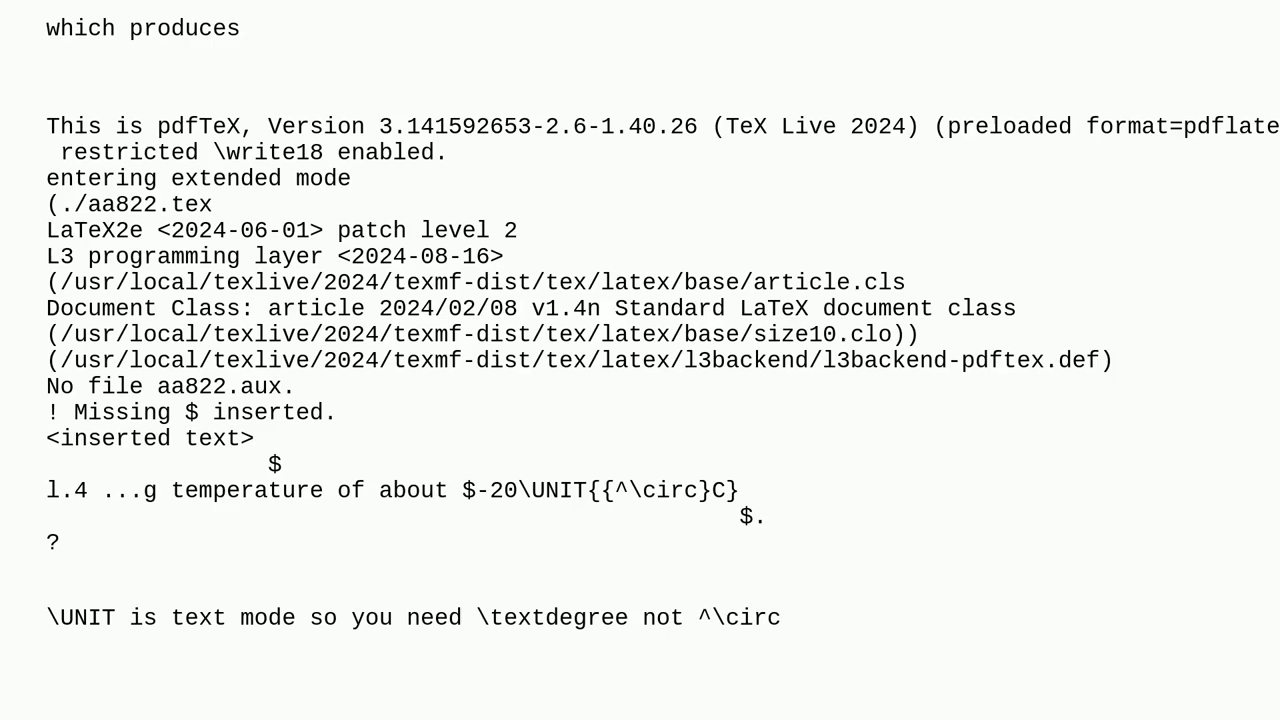 which produces
This is pdfTeX, Version 3.141592653-2.6-1.40.26 (TeX Live 2024) (preloaded format=pdflate
restricted \write18 enabled.
entering extended mode
(./aa822.tex
LaTeX2e <2024-06-01> patch level 2
L3 programming layer <2024-08-16>
(/usr/local/texlive/2024/texmf-dist/tex/latex/base/article.cls
Document Class: article 2024/02/08 v1.4n Standard LaTeX document class
(/usr/local/texlive/2024/texmf-dist/tex/latex/base/size10.clo))
(/usr/local/texlive/2024/texmf-dist/tex/latex/l3backend/l3backend-pdftex.def)
No file aa822.aux.
! Missing $ inserted.
<inserted text>
$
l.4 ...g temperature of about $-20\UNIT{{^\circ}C}
$.
?
\UNIT is text mode so you need \textdegree not ^\circ